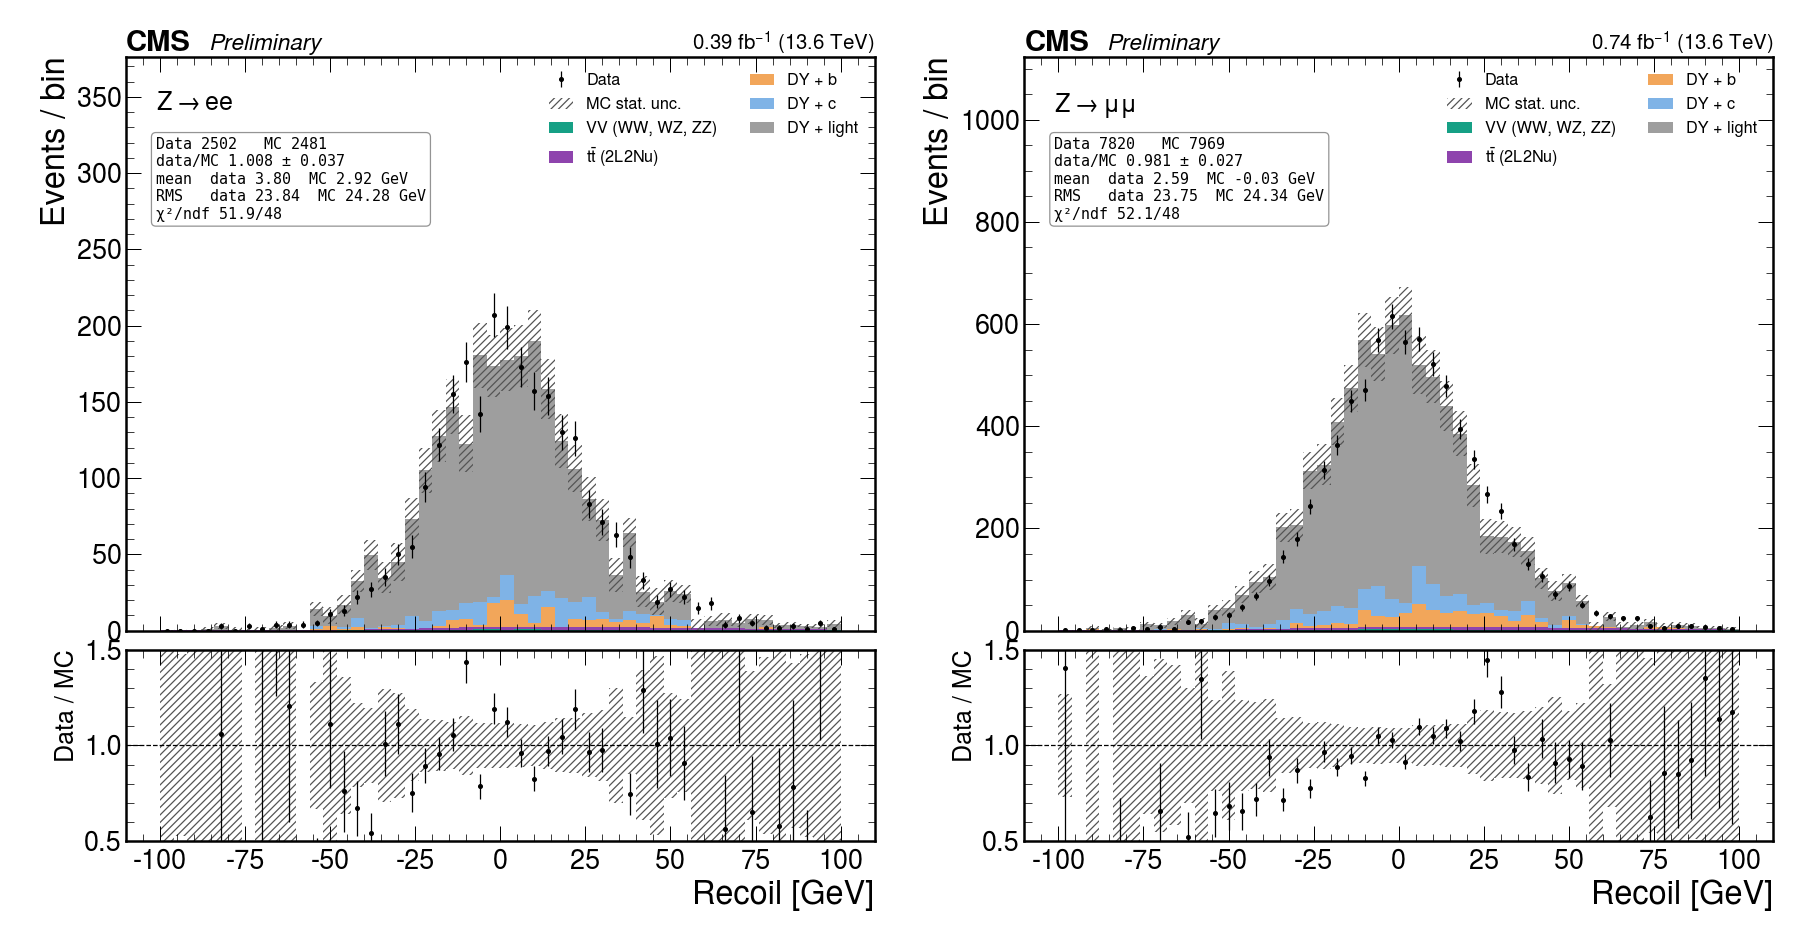 CMS Preliminary 0.39 fb⁻¹ (13.6 TeV)
Events / bin
Z → ee
Data 2502   MC 2481
data/MC 1.008 ± 0.037
mean  data 3.80  MC 2.92 GeV
RMS   data 23.84  MC 24.28 GeV
χ²/ndf 51.9/48
Data
MC stat. unc.
VV (WW, WZ, ZZ)
tt̄ (2L2Nu)
DY + b
DY + c
DY + light
350
300
250
200
150
100
50
0
Data / MC
1.5
1.0
0.5
-100 -75 -50 -25 0 25 50 75 100
Recoil [GeV]
CMS Preliminary 0.74 fb⁻¹ (13.6 TeV)
Events / bin
Z → μμ
Data 7820   MC 7969
data/MC 0.981 ± 0.027
mean  data 2.59  MC -0.03 GeV
RMS   data 23.75  MC 24.34 GeV
χ²/ndf 52.1/48
Data
MC stat. unc.
VV (WW, WZ, ZZ)
tt̄ (2L2Nu)
DY + b
DY + c
DY + light
1000
800
600
400
200
0
Data / MC
1.5
1.0
0.5
-100 -75 -50 -25 0 25 50 75 100
Recoil [GeV]